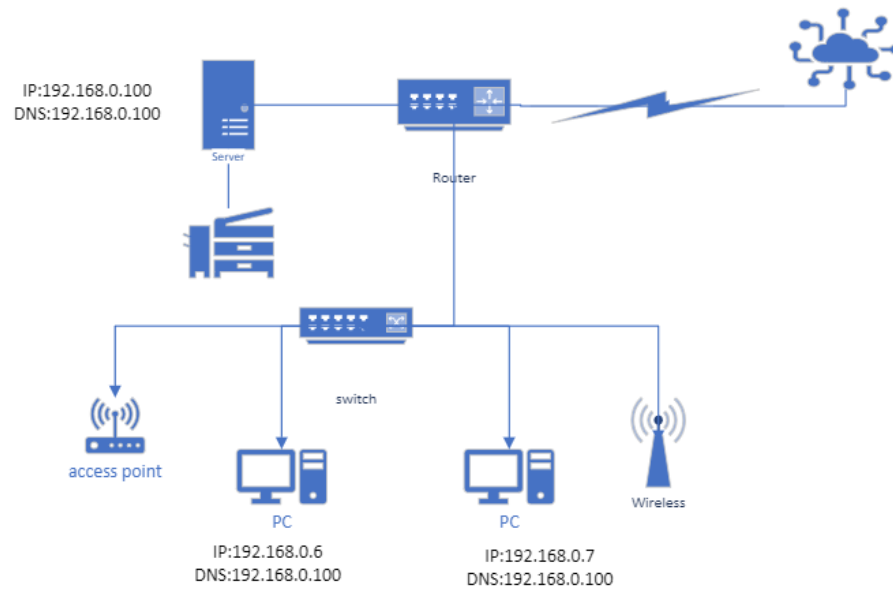 IP:192.168.0.100
DNS:192.168.0.100
Server
Router
switch
access point
PC
IP:192.168.0.6
DNS:192.168.0.100
PC
IP:192.168.0.7
DNS:192.168.0.100
Wireless